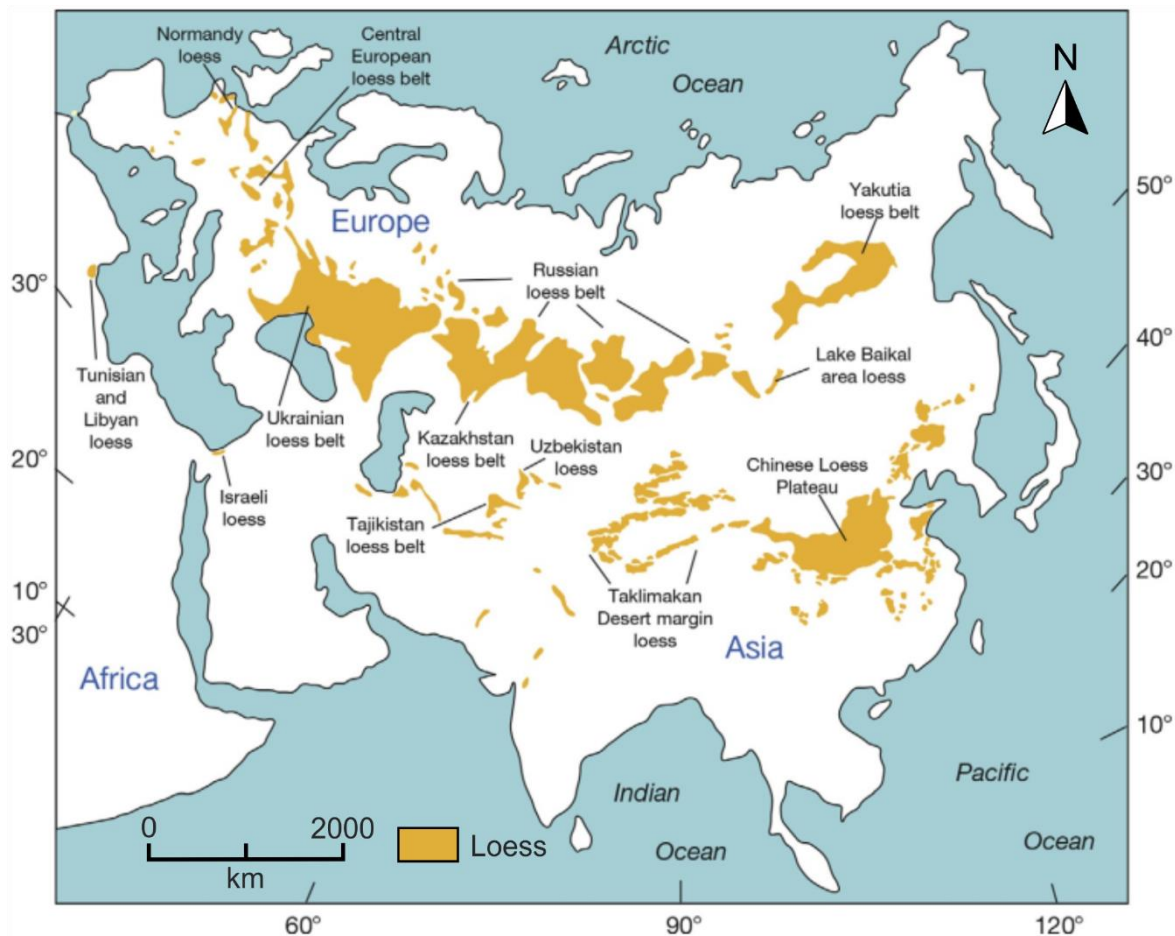 Normandy
loess
Central
European
loess belt
Arctic
Ocean
N
Yakutia
loess belt
50°
Europe
Russian
loess belt
30°
40°
Tunisian
and
Libyan
loess
Ukrainian
loess belt
Kazakhstan
loess belt
Lake Baikal
area loess
Uzbekistan
loess
Chinese Loess
Plateau
20°
30°
Israeli
loess
Tajikistan
loess belt
Taklimakan
Desert margin
loess
Asia
20°
10°
30°
Africa
10°
Indian
Ocean
Pacific
Ocean
0 2000
km
Loess
60°
90°
120°